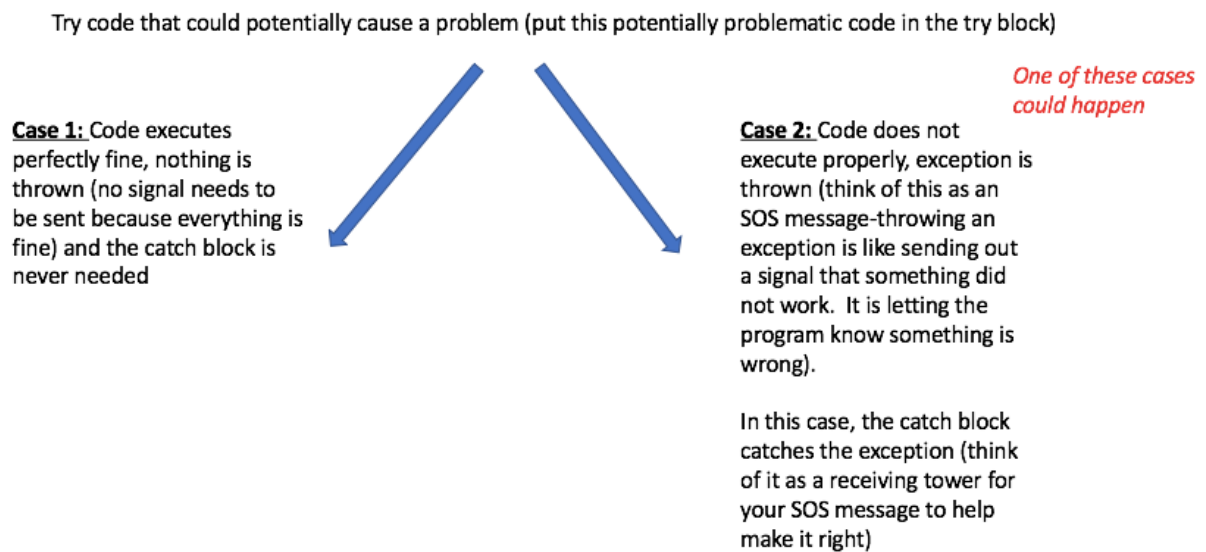 Try code that could potentially cause a problem (put this potentially problematic code in the try block)
One of these cases
could happen
Case 1: Code executes
perfectly fine, nothing is
thrown (no signal needs to
be sent because everything is
fine) and the catch block is
never needed
Case 2: Code does not
execute properly, exception is
thrown (think of this as an
SOS message-throwing an
exception is like sending out
a signal that something did
not work.  It is letting the
program know something is
wrong).
In this case, the catch block
catches the exception (think
of it as a receiving tower for
your SOS message to help
make it right)